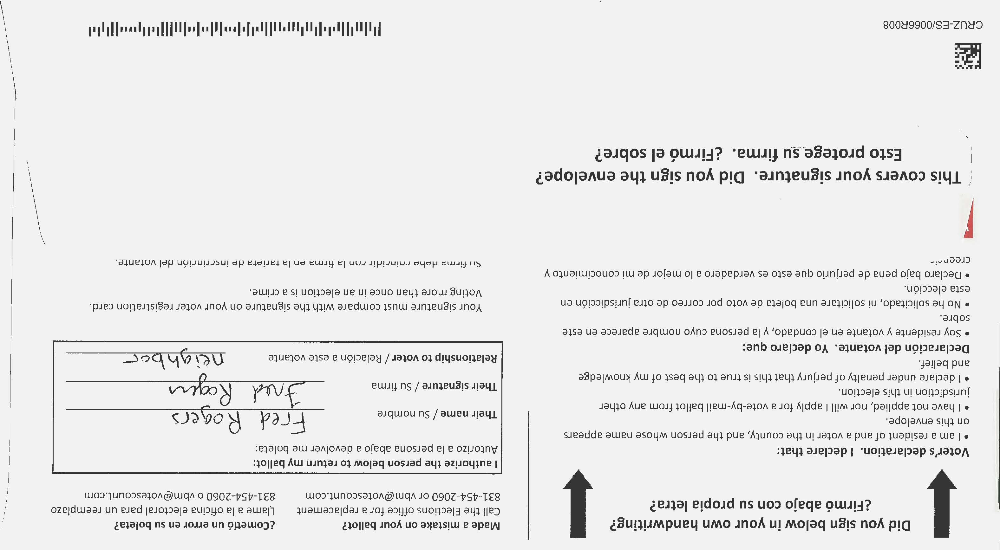 Did you sign below in your own handwriting?
¿Firmó abajo con su propia letra?
Voter's declaration. I declare that:
• I am a resident of and a voter in the county, and the person whose name appears
on this envelope.
• I have not applied, nor will I apply for a vote-by-mail ballot from any other
jurisdiction in this election.
• I declare under penalty of perjury that this is true to the best of my knowledge
and belief.
Declaración del votante. Yo declaro que:
• Soy residente y votante en el condado, y la persona cuyo nombre aparece en este
sobre.
• No he solicitado, ni solicitare una boleta de voto por correo de otra jurisdicción en
esta elección.
• Declaro bajo pena de perjurio que esto es verdadero a lo mejor de mi conocimiento y
creencia
Made a mistake on your ballot?
Call the Elections office for a replacement
831-454-2060 or vbm@votescount.com
¿Cometió un error en su boleta?
Llame a la oficina electoral para un reemplazo
831-454-2060 o vbm@votescount.com
I authorize the person below to return my ballot:
Autorizo a la persona abajo a devolver me boleta:
Their name / Su nombre Fred Rogers
Their signature / Su firma Fred Rogers
Relationship to voter / Relación a este votante neighbor
Your signature must compare with the signature on your voter registration card.
Voting more than once in an election is a crime.
Su firma debe coincidir con la firma en la tarjeta de inscripción del votante.
This covers your signature. Did you sign the envelope?
Esto protege su firma. ¿Firmó el sobre?
CRUZ-ES/0066R008